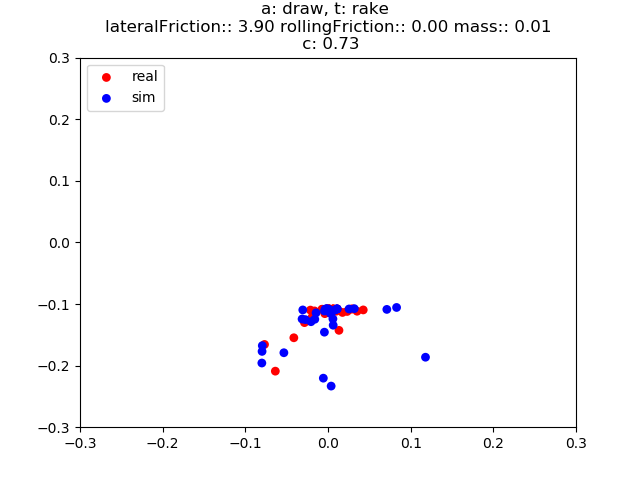 a: draw, t: rake
lateralFriction:: 3.90 rollingFriction:: 0.00 mass:: 0.01
c: 0.73
real
sim
0.3
0.2
0.1
0.0
−0.1
−0.2
−0.3
−0.3 −0.2 −0.1 0.0 0.1 0.2 0.3